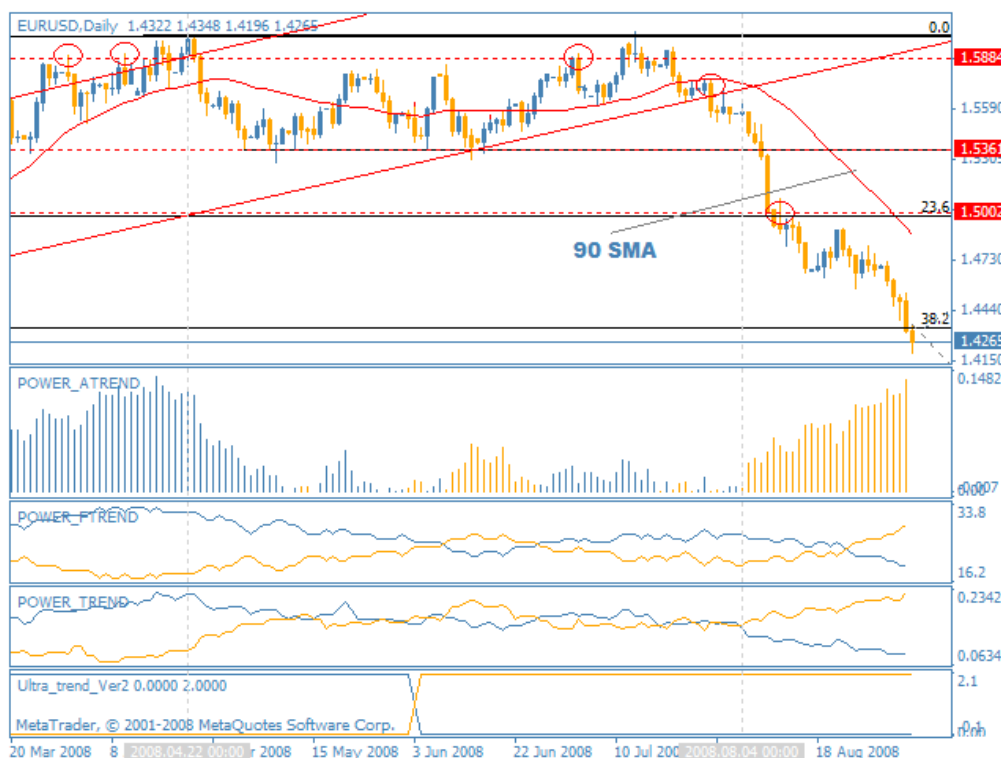 EURUSD,Daily 1.4322 1.4348 1.4196 1.4265
0.0
1.5884
1.5590
1.5361
23.6
1.5002
90 SMA
1.4730
1.4440
38.2
1.4265
1.4150
POWER_ATREND
0.1482
POWER_FTREND
33.8
16.2
POWER_TREND
0.2342
0.0634
Ultra_trend_Ver2 0.0000 2.0000
2.1
MetaTrader, © 2001-2008 MetaQuotes Software Corp.
20 Mar 2008 8 2008.04.22 00:00 r 2008 15 May 2008 3 Jun 2008 22 Jun 2008 10 Jul 200 2008.08.04 00:00 18 Aug 2008